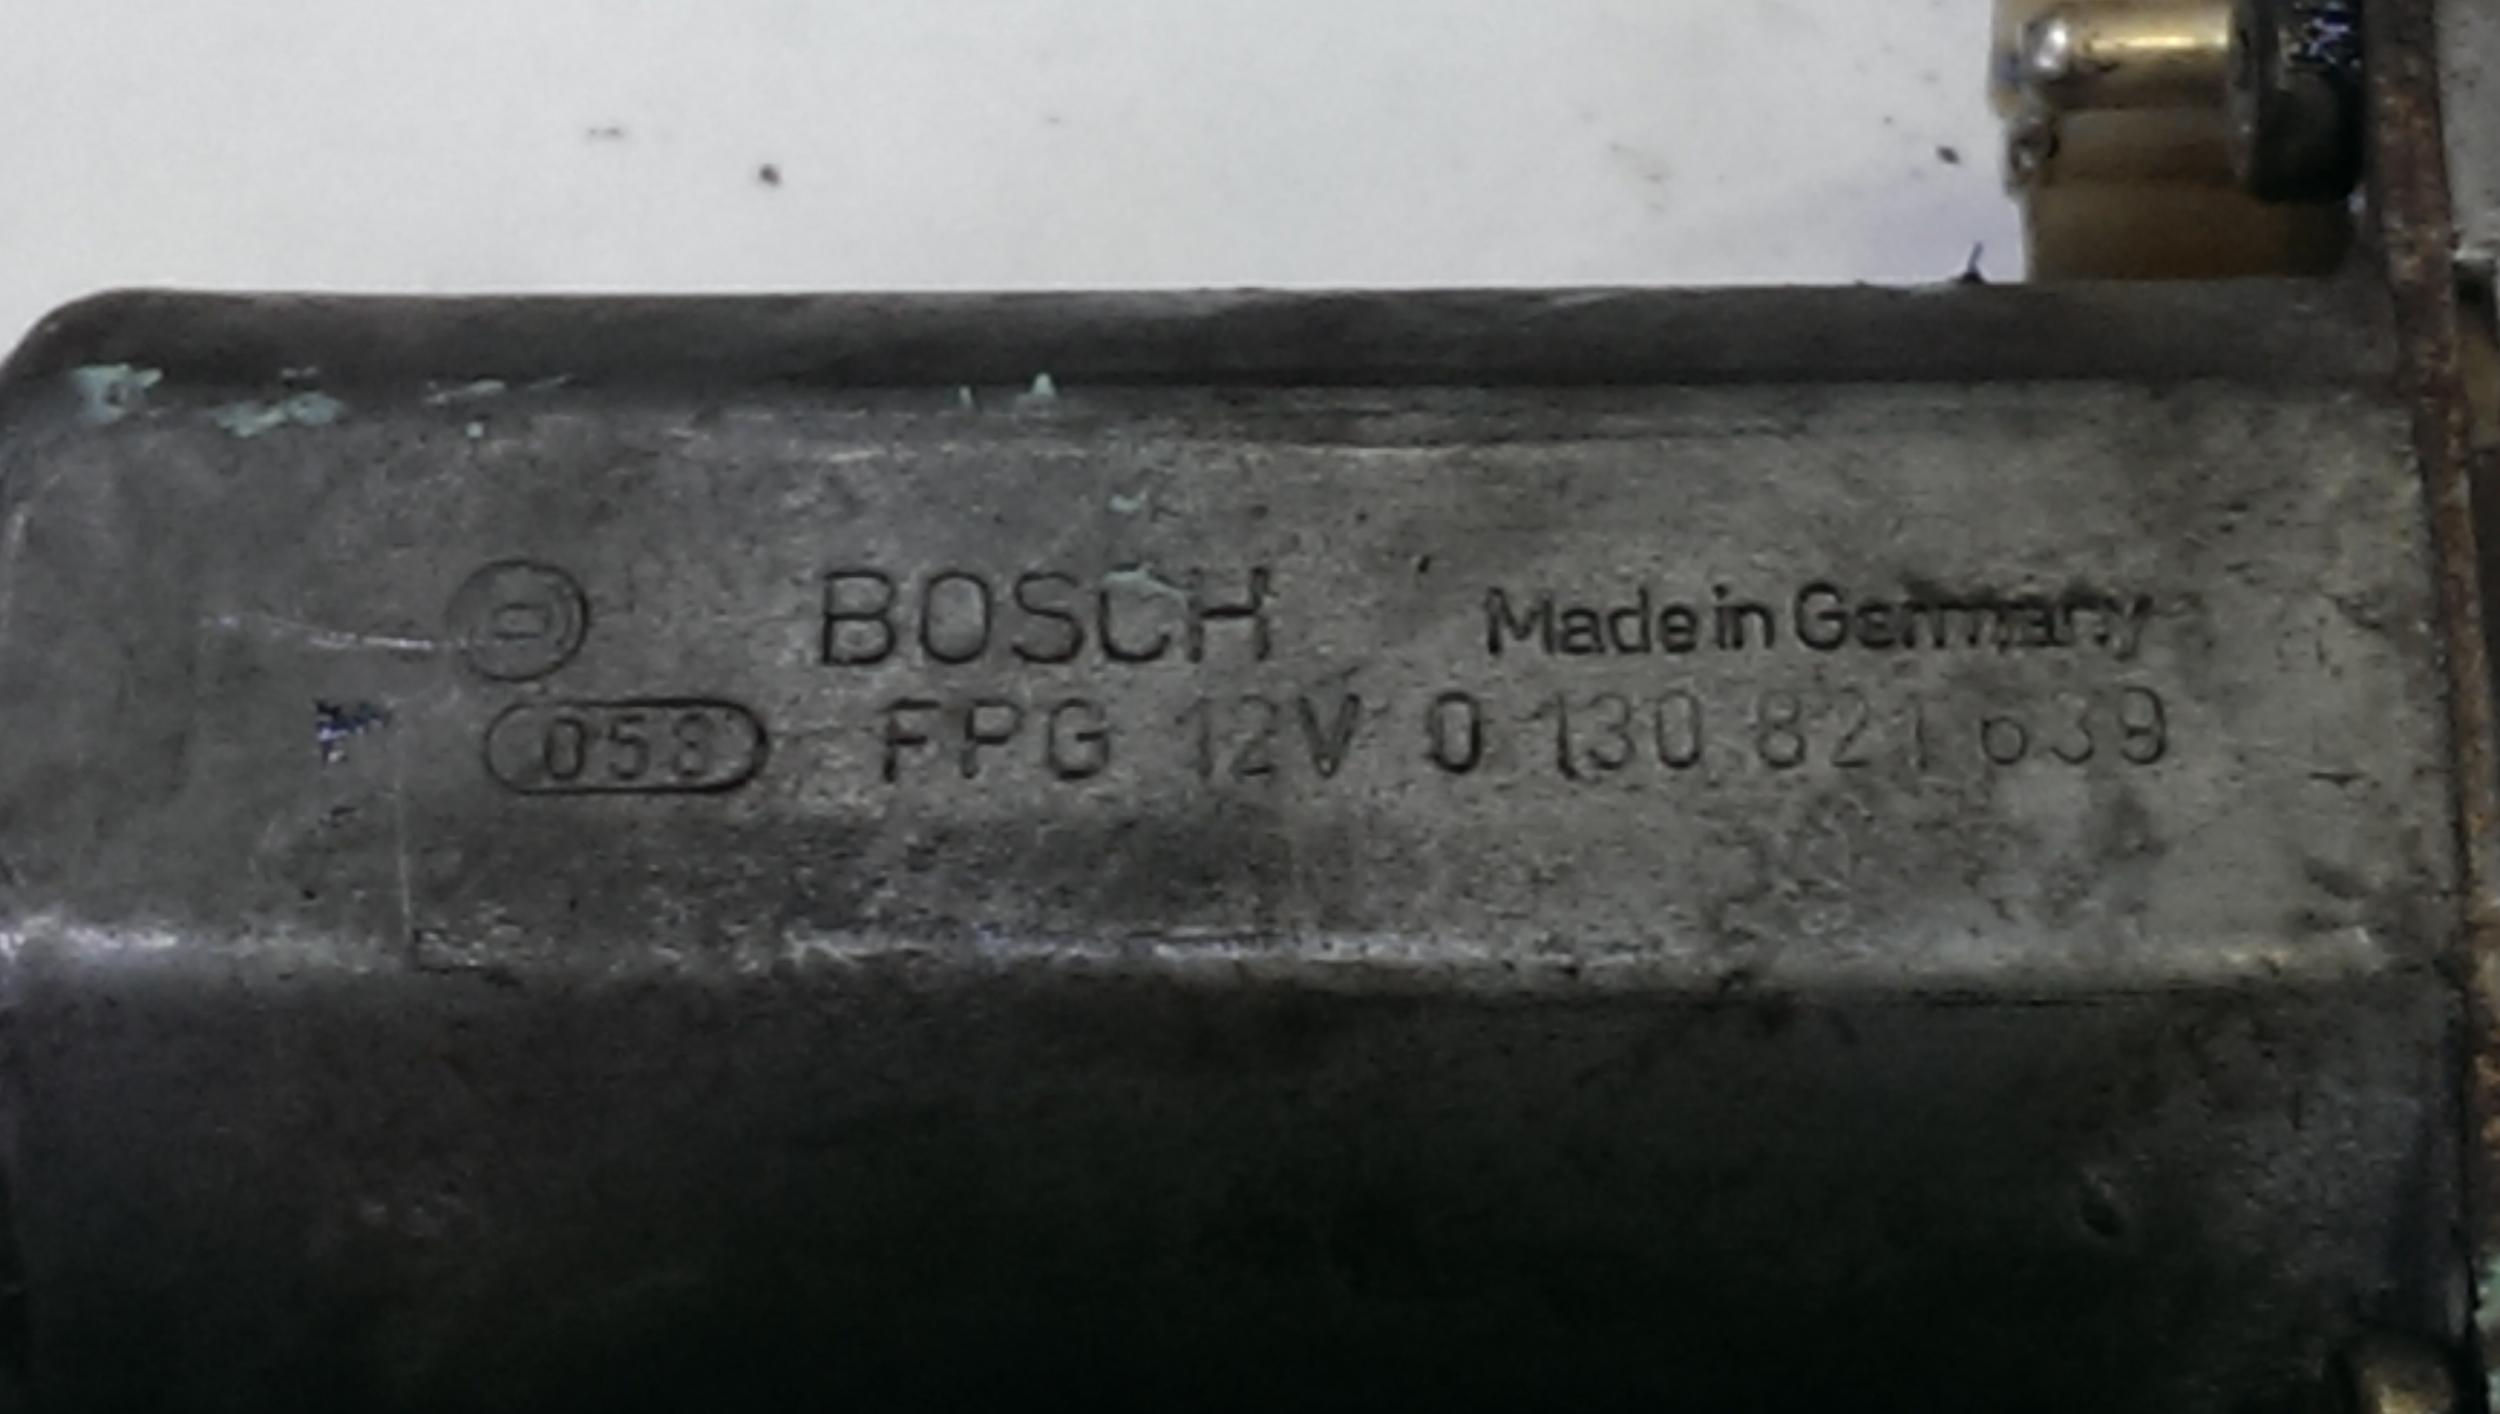 BOSCH Made in Germany
058 FPG 12V 0 130 821 639